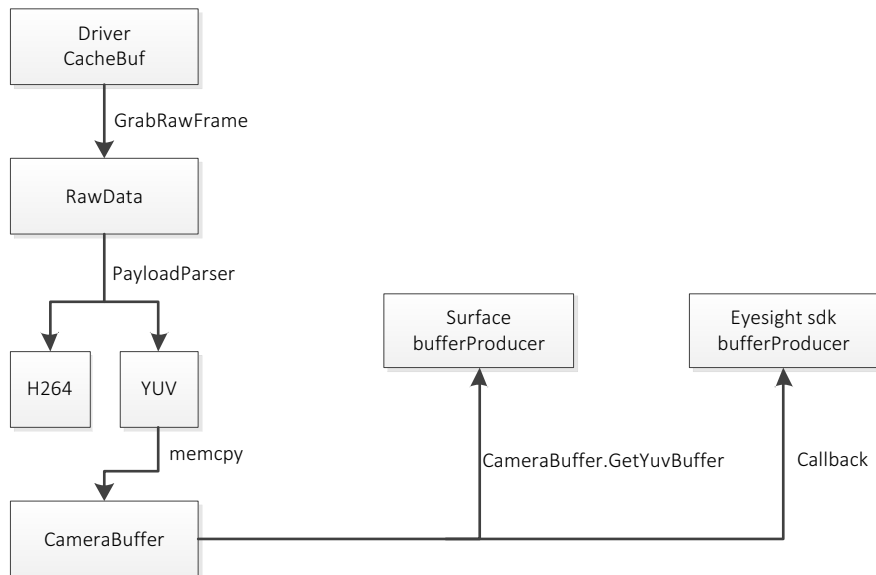 Driver
CacheBuf
GrabRawFrame
RawData
PayloadParser
Surface
bufferProducer
Eyesight sdk
bufferProducer
H264
YUV
memcpy
CameraBuffer.GetYuvBuffer
Callback
CameraBuffer